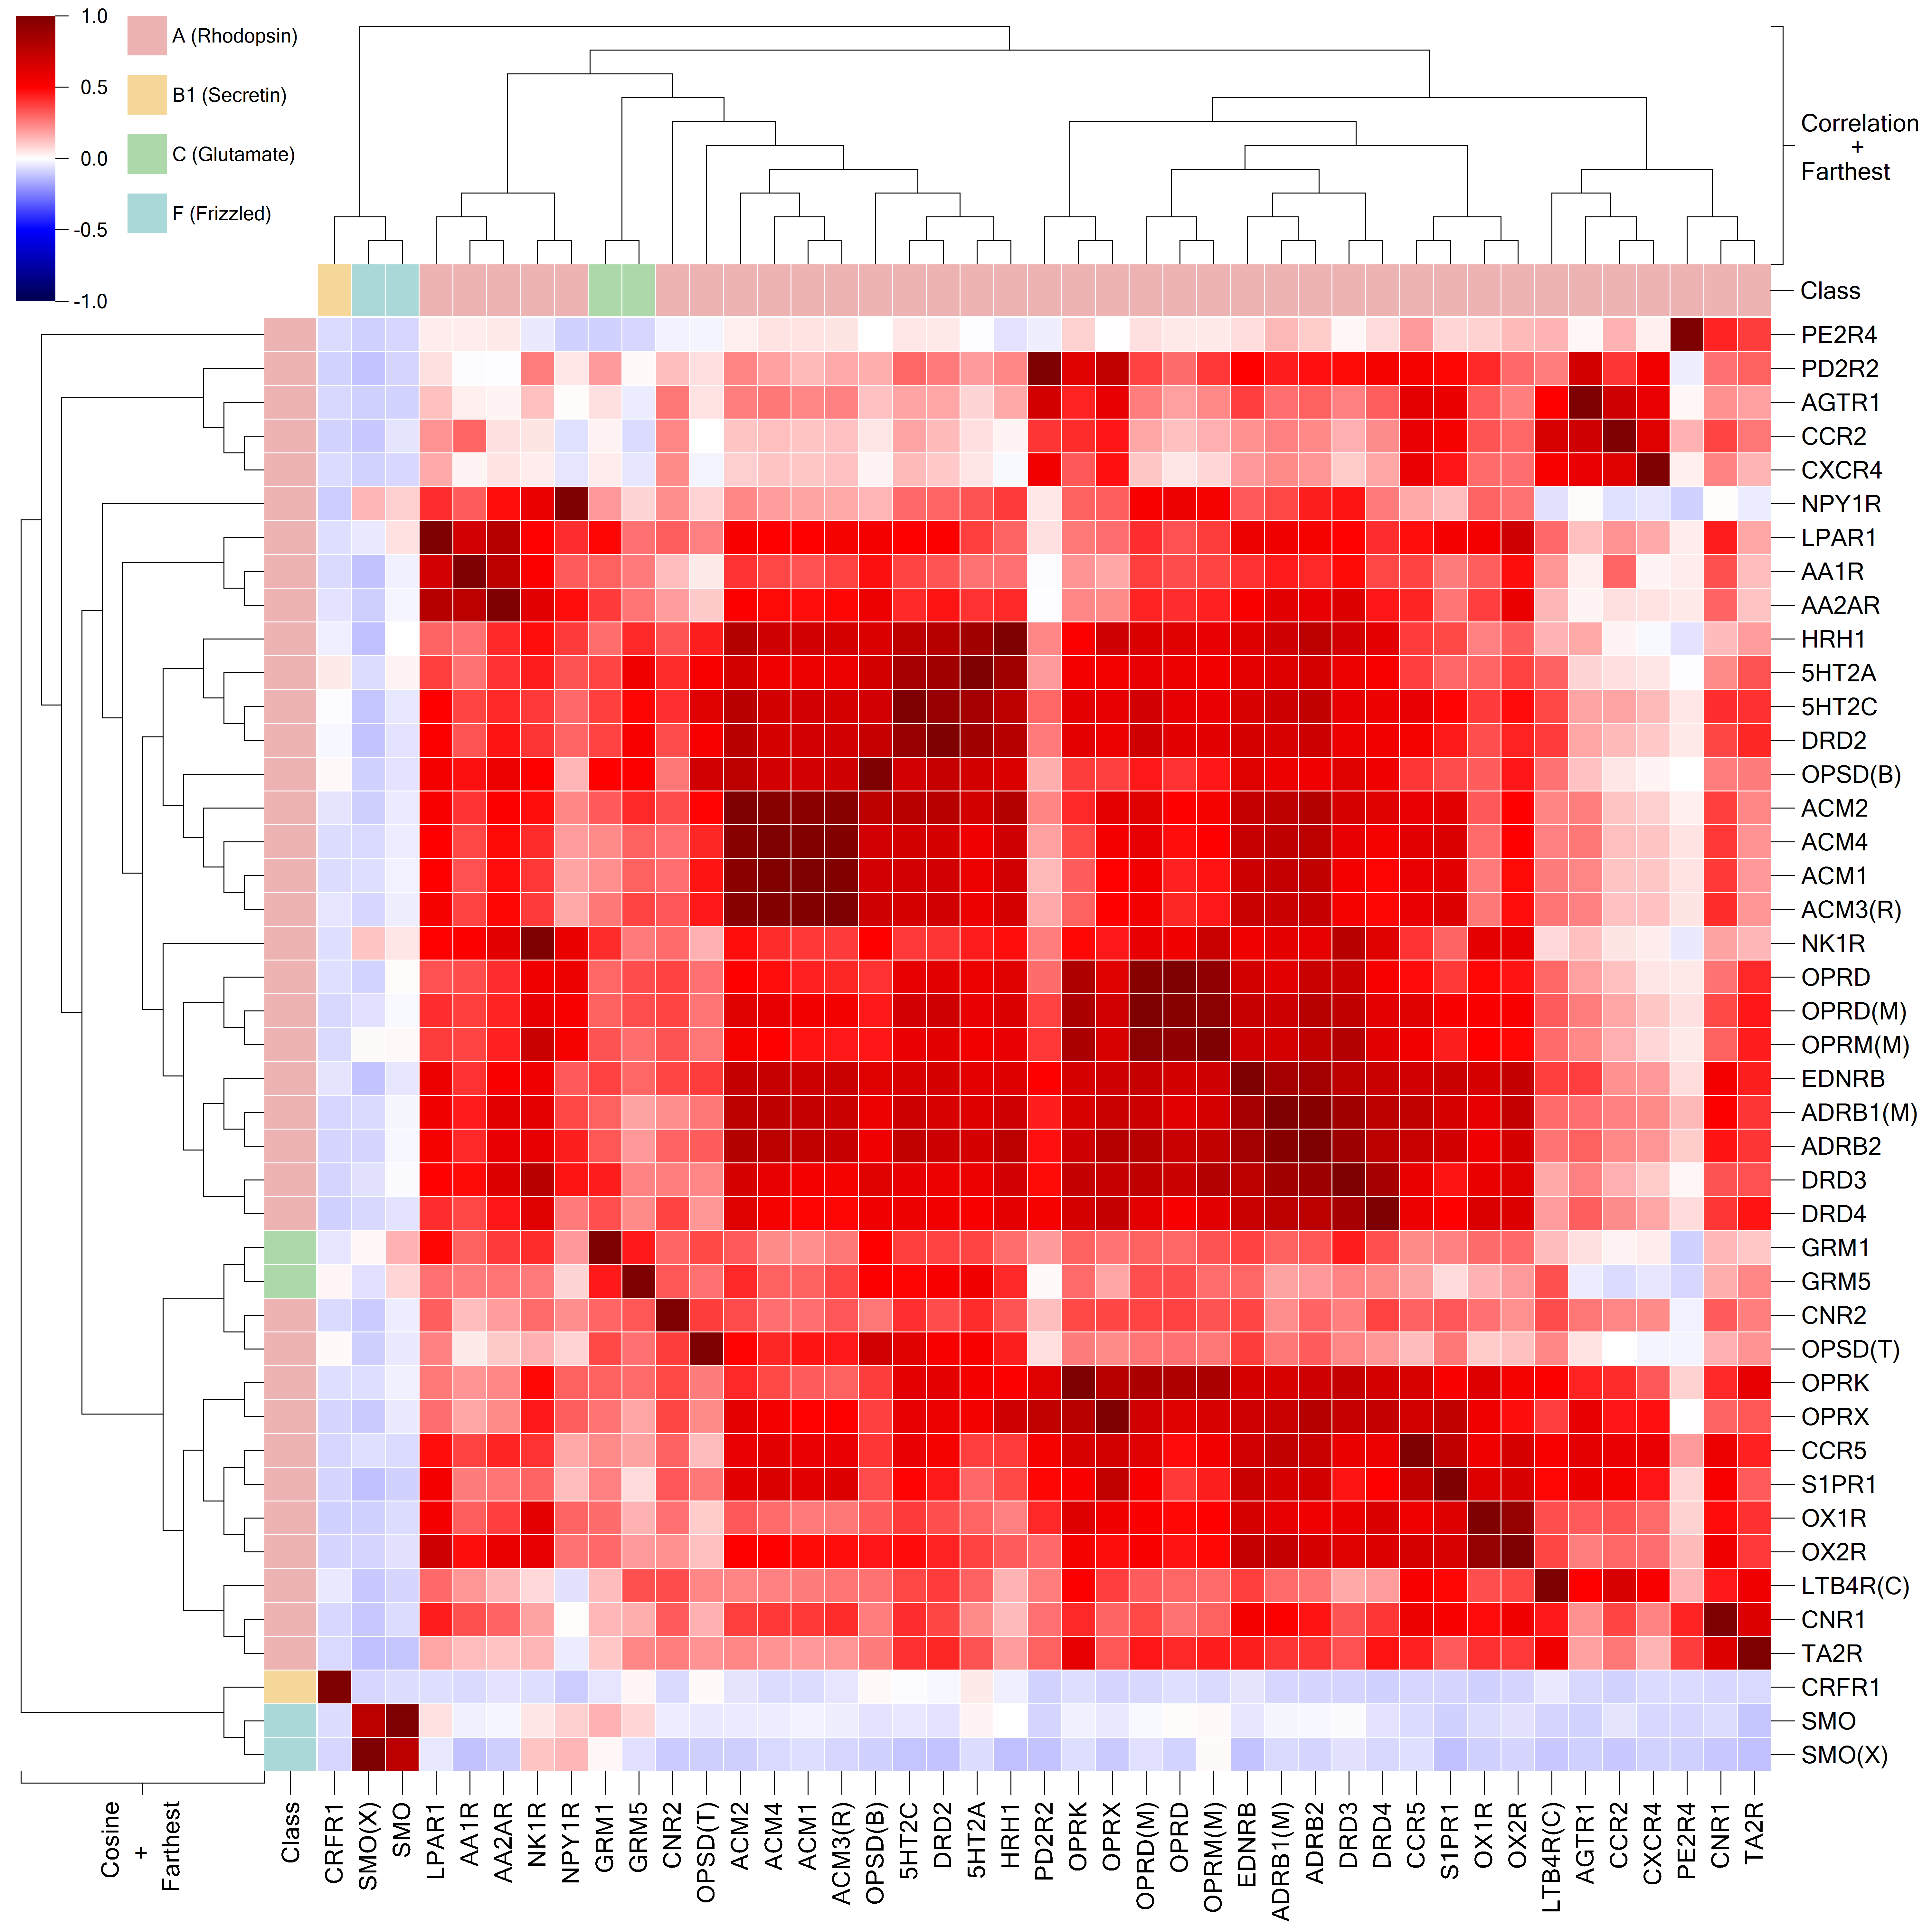 1.0
0.5
0.0
-0.5
-1.0
A (Rhodopsin)
B1 (Secretin)
C (Glutamate)
F (Frizzled)
Correlation
+
Farthest
Class
PE2R4
PD2R2
AGTR1
CCR2
CXCR4
NPY1R
LPAR1
AA1R
AA2AR
HRH1
5HT2A
5HT2C
DRD2
OPSD(B)
ACM2
ACM4
ACM1
ACM3(R)
NK1R
OPRD
OPRD(M)
OPRM(M)
EDNRB
ADRB1(M)
ADRB2
DRD3
DRD4
GRM1
GRM5
CNR2
OPSD(T)
OPRK
OPRX
CCR5
S1PR1
OX1R
OX2R
LTB4R(C)
CNR1
TA2R
CRFR1
SMO
SMO(X)
Cosine
+
Farthest
Class
CRFR1
SMO(X)
SMO
LPAR1
AA1R
AA2AR
NK1R
NPY1R
GRM1
GRM5
CNR2
OPSD(T)
ACM2
ACM4
ACM1
ACM3(R)
OPSD(B)
5HT2C
DRD2
5HT2A
HRH1
PD2R2
OPRK
OPRX
OPRD(M)
OPRD
OPRM(M)
EDNRB
ADRB1(M)
ADRB2
DRD3
DRD4
CCR5
S1PR1
OX1R
OX2R
LTB4R(C)
AGTR1
CCR2
CXCR4
PE2R4
CNR1
TA2R